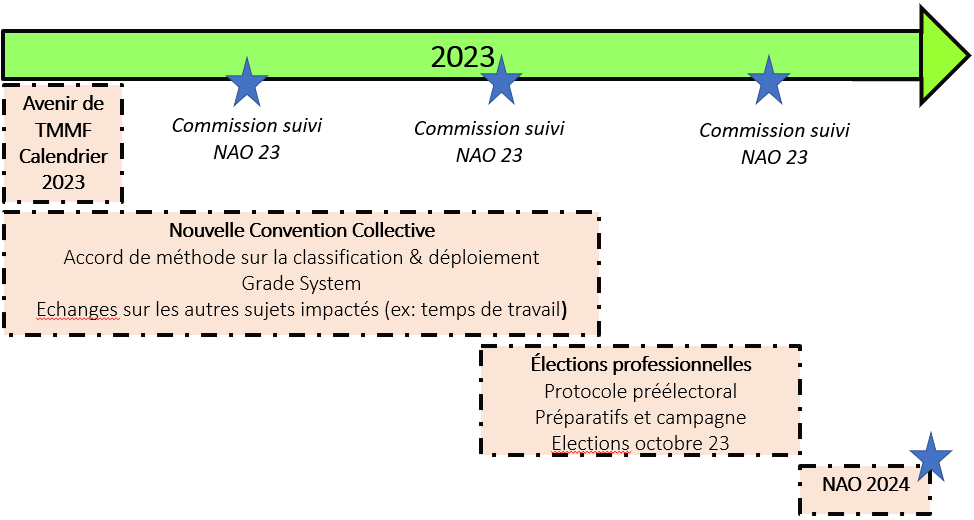 2023
Avenir de
TMMF
Calendrier
2023
Commission suivi
NAO 23
Commission suivi
NAO 23
Commission suivi
NAO 23
Nouvelle Convention Collective
Accord de méthode sur la classification & déploiement
Grade System
Echanges sur les autres sujets impactés (ex: temps de travail)
Élections professionnelles
Protocole préélectoral
Préparatifs et campagne
Elections octobre 23
NAO 2024